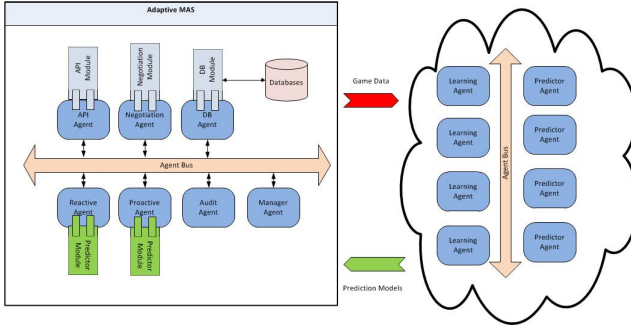 Adaptive MAS
API
Module
Negotiation
Module
DB
Module
Databases
API
Agent
Negotiation
Agent
DB
Agent
Agent Bus
Reactive
Agent
Proactive
Agent
Audit
Agent
Manager
Agent
Predictor
Module
Predictor
Module
Game Data
Prediction Models
Learning
Agent
Predictor
Agent
Learning
Agent
Predictor
Agent
Agent Bus
Learning
Agent
Predictor
Agent
Learning
Agent
Predictor
Agent